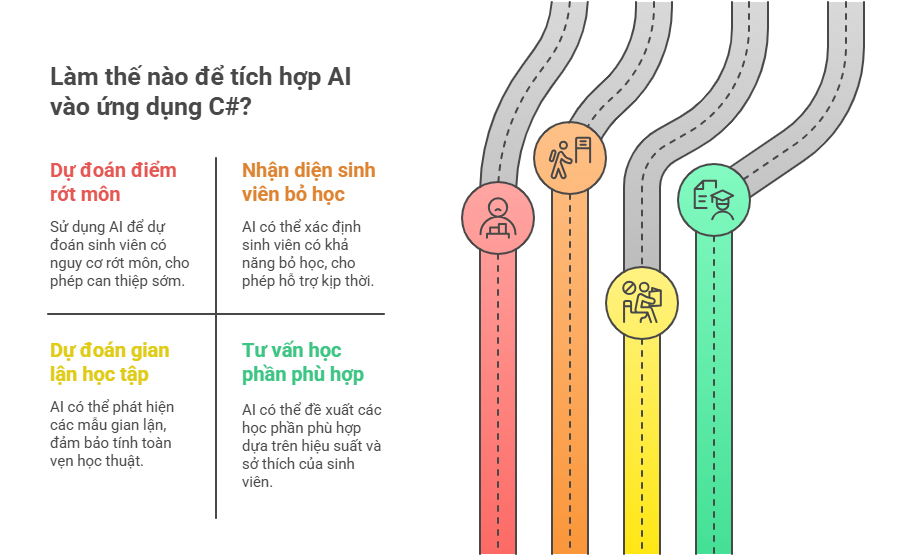 Làm thế nào để tích hợp AI
vào ứng dụng C#?
Dự đoán điểm
rớt môn
Sử dụng AI để dự
đoán sinh viên có
nguy cơ rớt môn, cho
phép can thiệp sớm.
Nhận diện sinh
viên bỏ học
AI có thể xác định
sinh viên có khả
năng bỏ học, cho
phép hỗ trợ kịp thời.
Dự đoán gian
lận học tập
AI có thể phát hiện
các mẫu gian lận,
đảm bảo tính toàn
vẹn học thuật.
Tư vấn học
phần phù hợp
AI có thể đề xuất các
học phần phù hợp
dựa trên hiệu suất và
sở thích của sinh
viên.